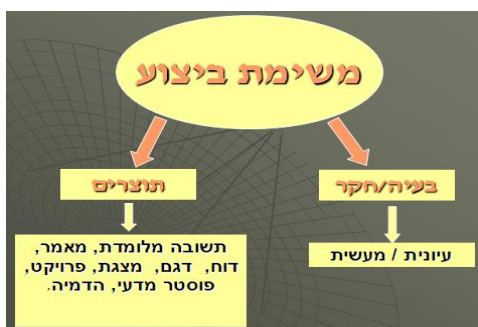 משימת ביצוע
בעיה/חקר
תוצרים
עיונית / מעשית
תשובה מלומדת, מאמר,
דוח, דגם, מצגת, פרויקט,
פוסטר מדעי, הדמיה.